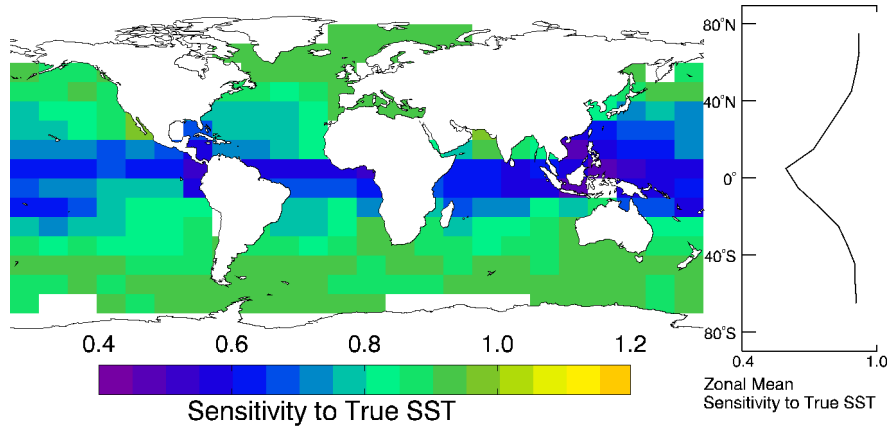 80°N
40°N
0°
40°S
80°S
0.4 1.0
Zonal Mean
Sensitivity to True SST
0.4 0.6 0.8 1.0 1.2
Sensitivity to True SST